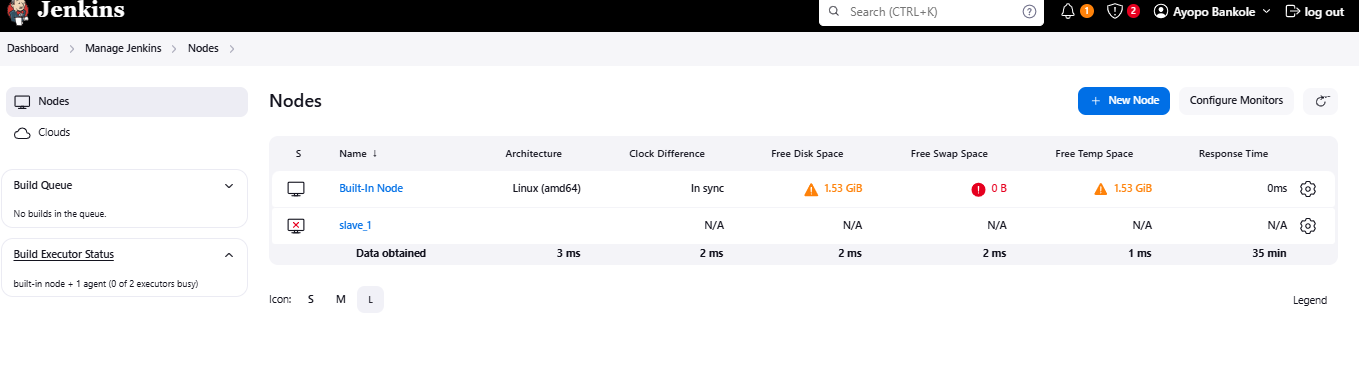 Jenkins
Search (CTRL+K)
1
2
Ayopo Bankole
log out
Dashboard
Manage Jenkins
Nodes
Nodes
Clouds
Build Queue
No builds in the queue.
Build Executor Status
built-in node + 1 agent (0 of 2 executors busy)
Nodes
+ New Node
Configure Monitors
S Name ↓ Architecture Clock Difference Free Disk Space Free Swap Space Free Temp Space Response Time
Built-In Node Linux (amd64) In sync 1.53 GiB 0 B 1.53 GiB 0ms
slave_1 N/A N/A N/A N/A N/A
Data obtained 3 ms 2 ms 2 ms 2 ms 1 ms 35 min
Icon: S M L
Legend